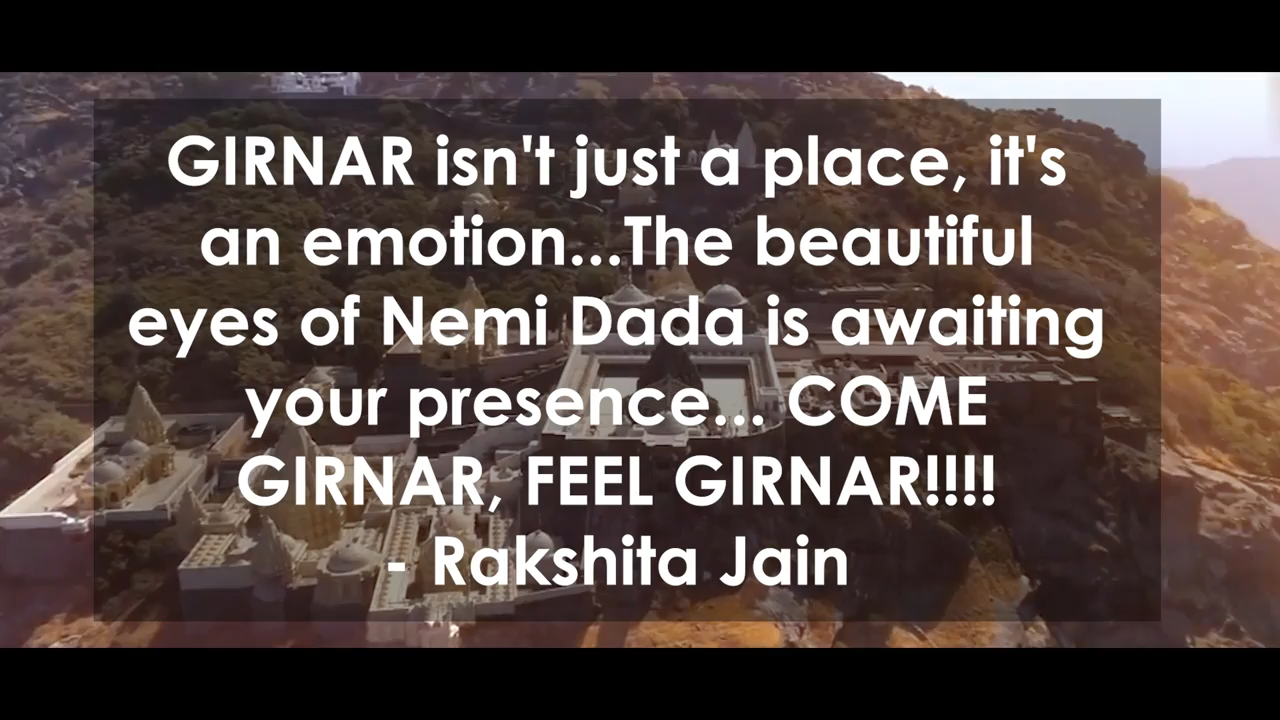 GIRNAR isn't just a place, it's
an emotion...The beautiful
eyes of Nemi Dada is awaiting
your presence... COME
GIRNAR, FEEL GIRNAR!!!!
- Rakshita Jain